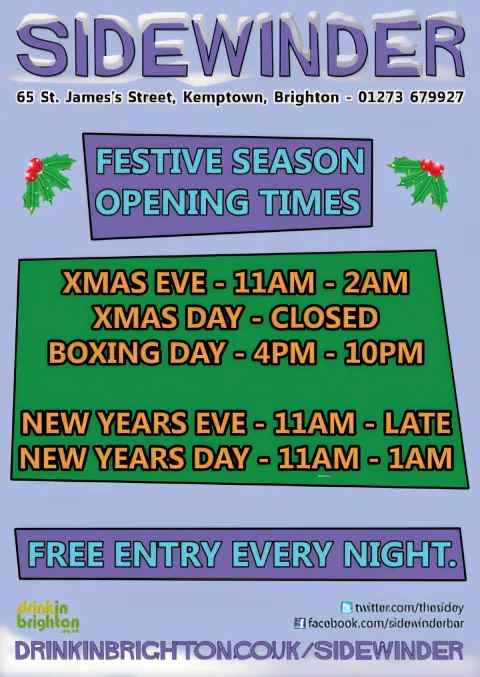 SIDEWINDER
65 St. James's Street, Kemptown, Brighton - 01273 679927
FESTIVE SEASON
OPENING TIMES
XMAS EVE - 11AM - 2AM
XMAS DAY - CLOSED
BOXING DAY - 4PM - 10PM
NEW YEARS EVE - 11AM - LATE
NEW YEARS DAY - 11AM - 1AM
FREE ENTRY EVERY NIGHT.
drinkin
brighton
.co.uk
twitter.com/thesidey
facebook.com/sidewinderbar
DRINKINBRIGHTON.CO.UK/SIDEWINDER